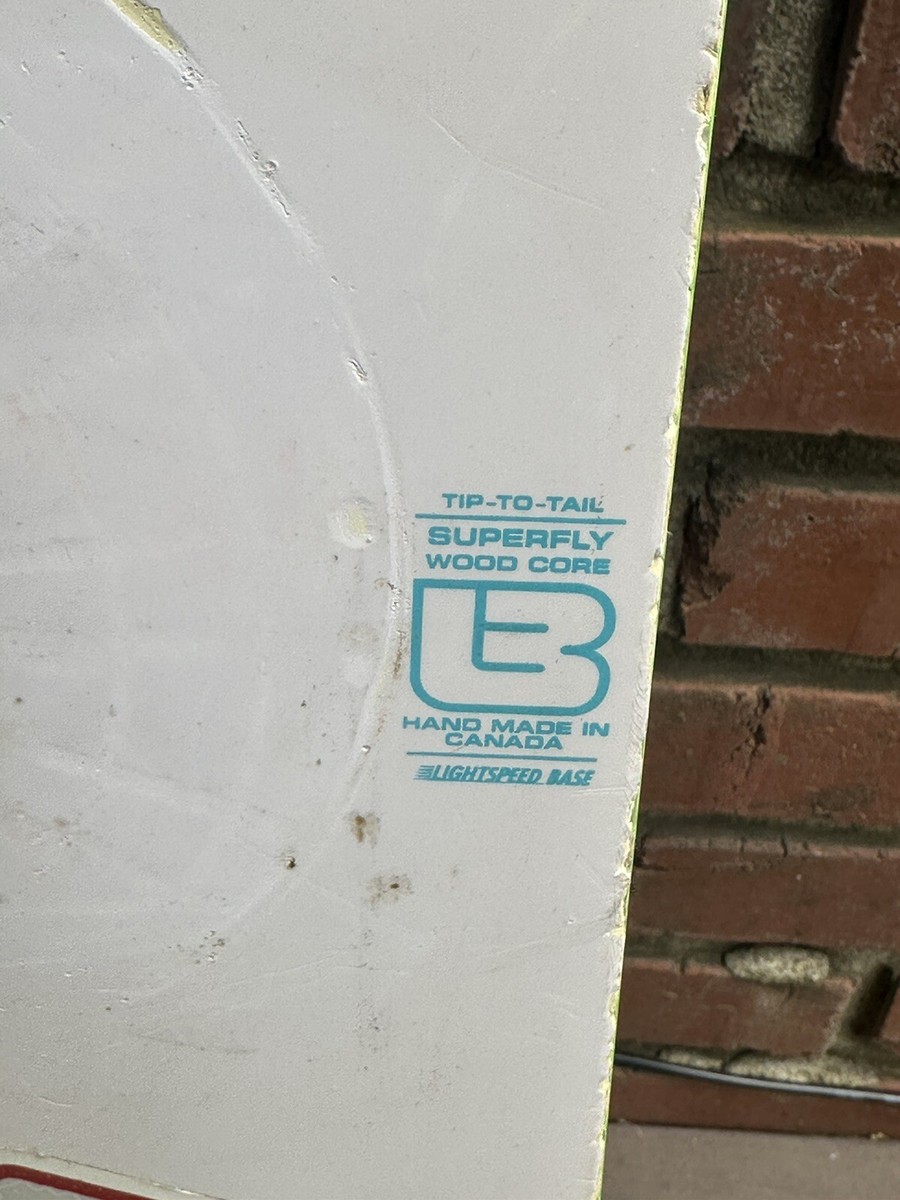 TIP-TO-TAIL
SUPERFLY
WOOD CORE
HAND MADE IN
CANADA
LIGHTSPEED BASE